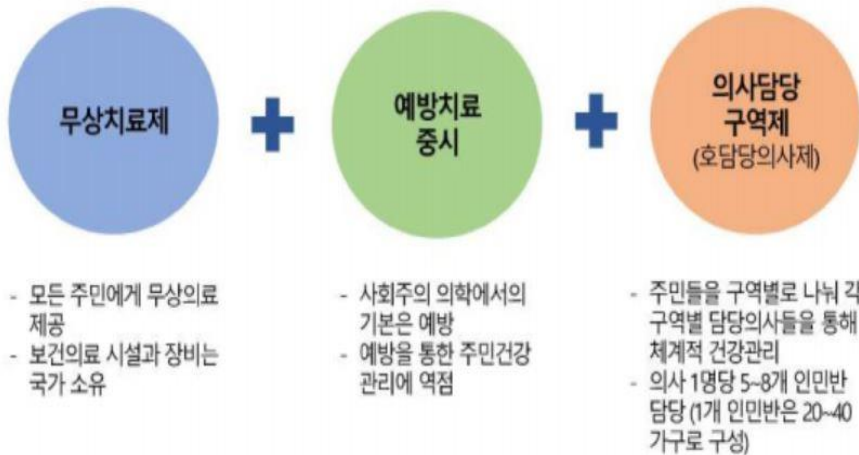 무상치료제
예방치료
중시
의사담당
구역제
(호담당의사제)
- 모든 주민에게 무상의료
제공
- 보건의료 시설과 장비는
국가 소유
- 사회주의 의학에서의
기본은 예방
- 예방을 통한 주민건강
관리에 역점
- 주민들을 구역별로 나눠 각
구역별 담당의사들을 통해
체계적 건강관리
- 의사 1명당 5~8개 인민반
담당 (1개 인민반은 20~40
가구로 구성)